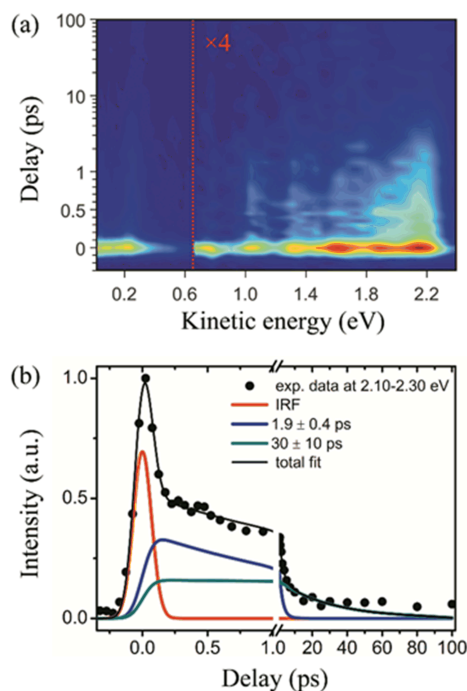 (a)
100
×4
10
1
0.5
0
Delay (ps)
0.2 0.6 1.0 1.4 1.8 2.2
Kinetic energy (eV)
(b)
1.0
0.5
0.0
Intensity (a.u.)
exp. data at 2.10-2.30 eV
IRF
1.9 ± 0.4 ps
30 ± 10 ps
total fit
0.0 0.5 1.0 20 40 60 80 100
Delay (ps)